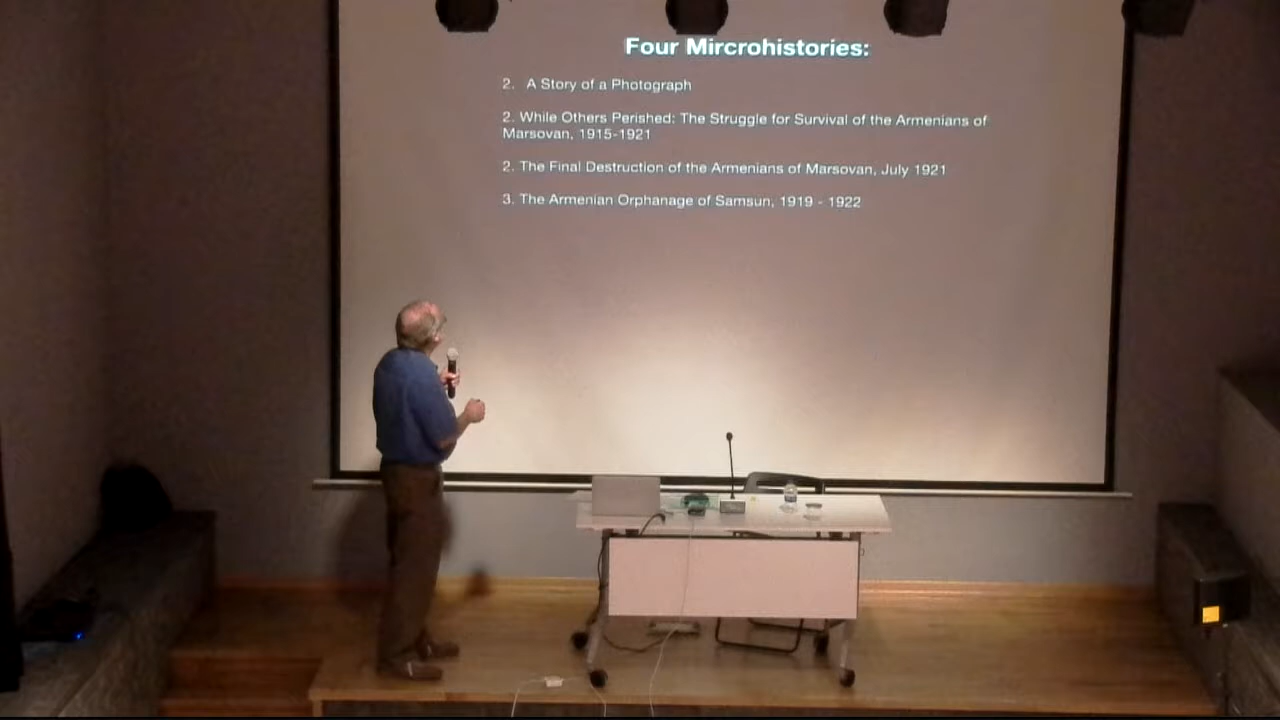 Four Mircrohistories:
2. A Story of a Photograph
2. While Others Perished: The Struggle for Survival of the Armenians of
Marsovan, 1915-1921
2. The Final Destruction of the Armenians of Marsovan, July 1921
3. The Armenian Orphanage of Samsun, 1919 - 1922